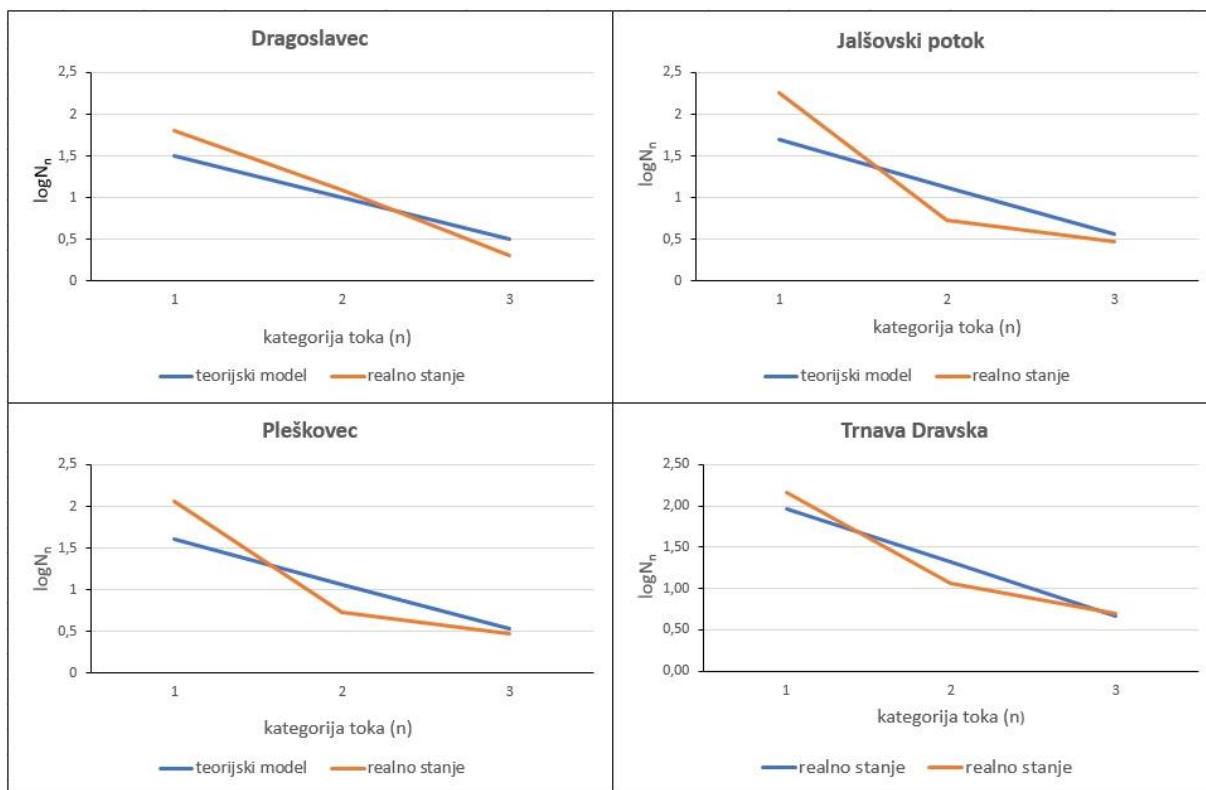 Dragoslavec
2,5
2
1,5
1
0,5
0
logNn
1
2
3
kategorija toka (n)
teorijski model
realno stanje
Jalšovski potok
2,5
2
1,5
1
0,5
0
logNn
1
2
3
kategorija toka (n)
teorijski model
realno stanje
Pleškovec
2,5
2
1,5
1
0,5
0
logNn
1
2
3
kategorija toka (n)
teorijski model
realno stanje
Trnava Dravska
2,50
2,00
1,50
1,00
0,50
0,00
logNn
1
2
3
kategorija toka (n)
realno stanje
realno stanje